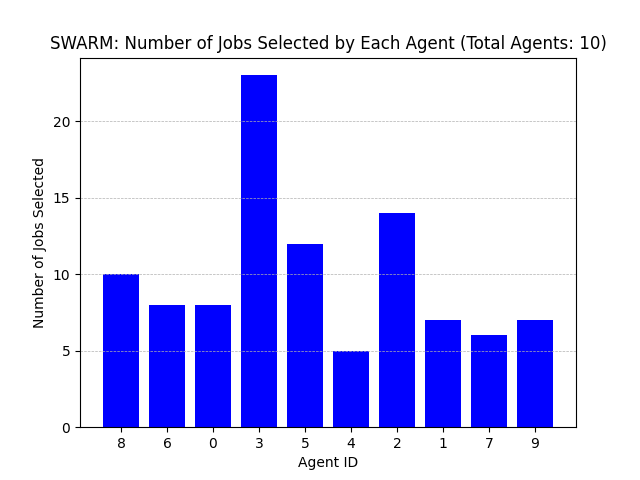 SWARM: Number of Jobs Selected by Each Agent (Total Agents: 10)
Number of Jobs Selected
20
15
10
5
0
8 6 0 3 5 4 2 1 7 9
Agent ID